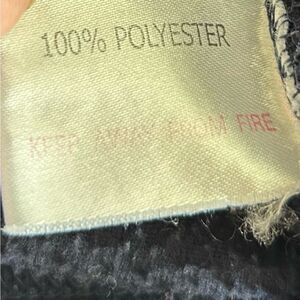 100% POLYESTER
KEEP AWAY FROM FIRE